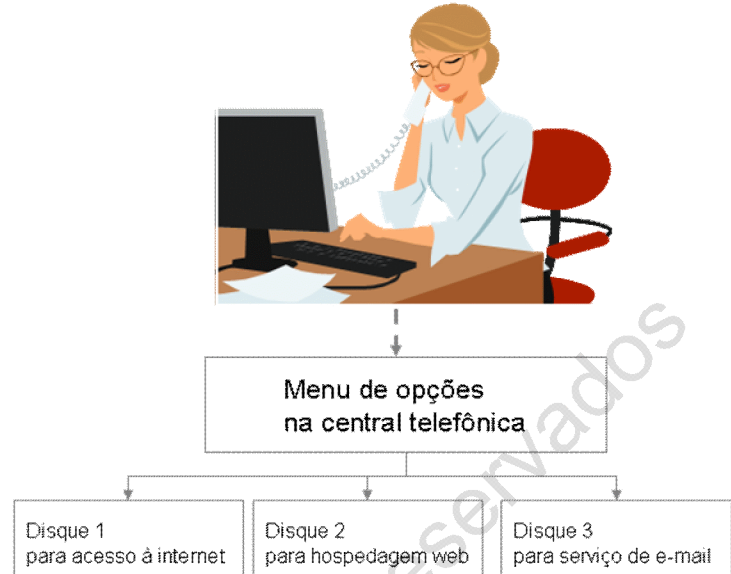 Menu de opções
na central telefônica
Disque 1
para acesso à internet
Disque 2
para hospedagem web
Disque 3
para serviço de e-mail